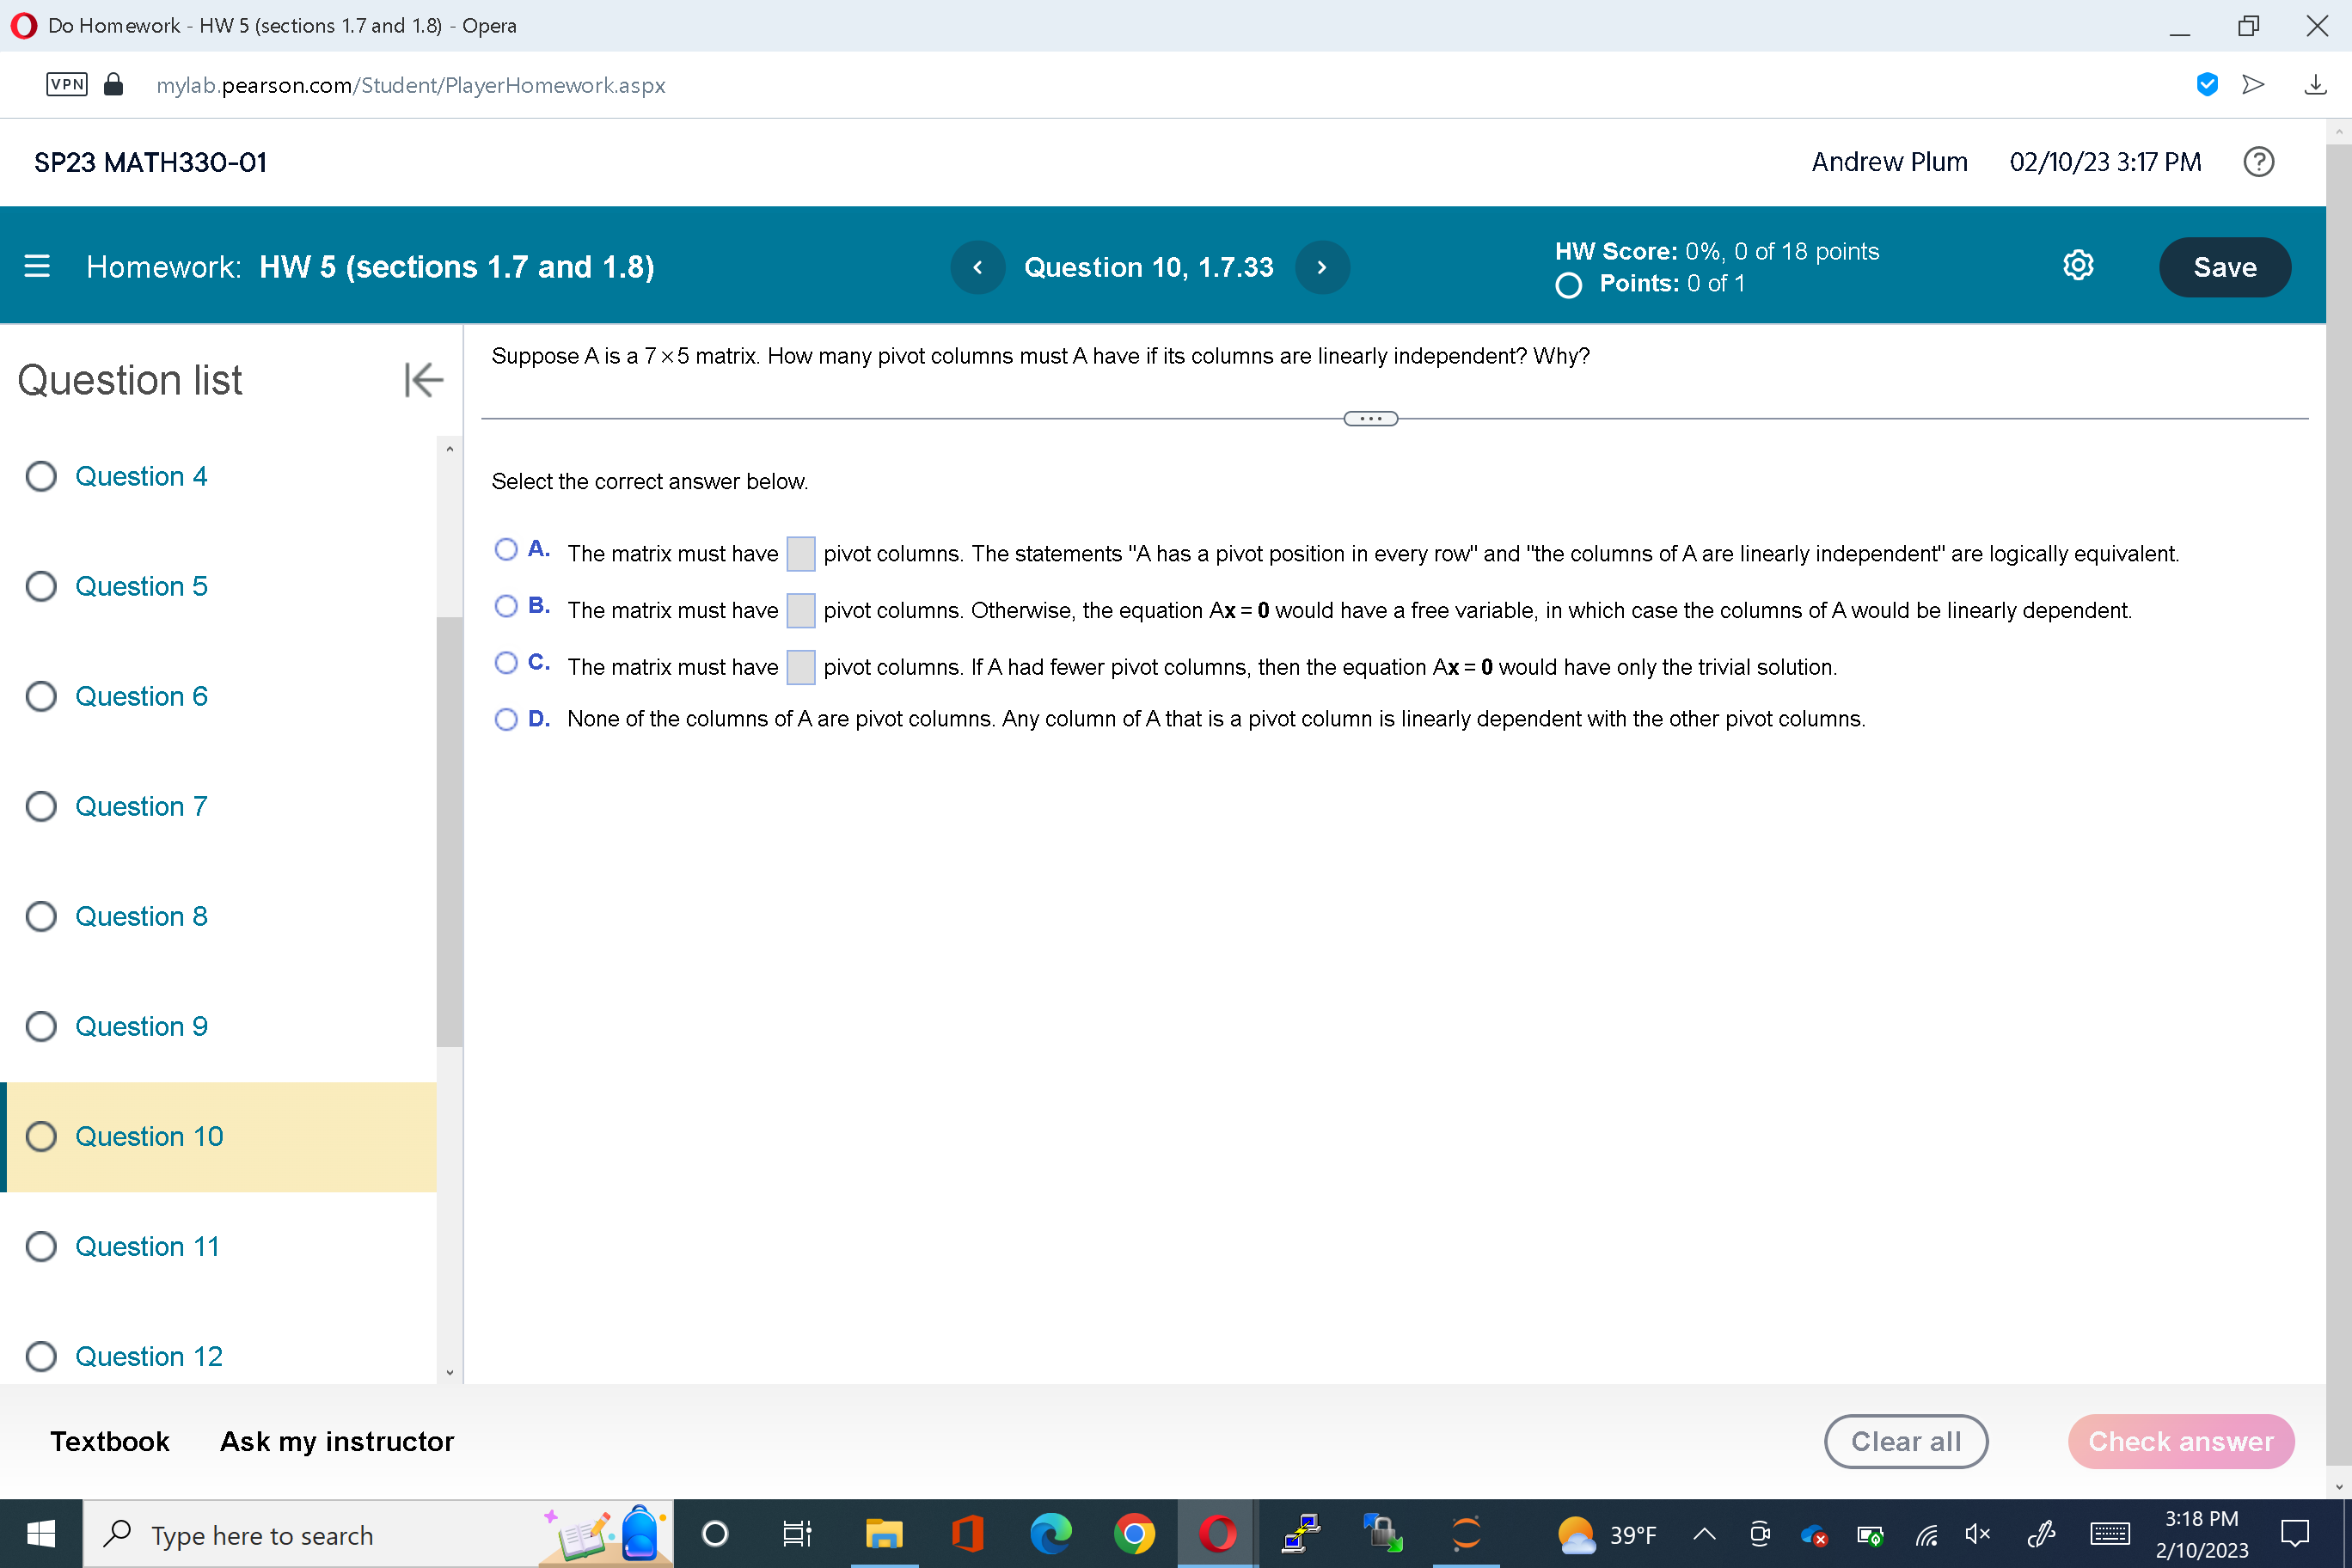 Do Homework - HW 5 (sections 1.7 and 1.8) - Opera
VPN
mylab.pearson.com/Student/PlayerHomework.aspx
SP23 MATH330-01
Andrew Plum
02/10/23 3:17 PM
?
Homework: HW 5 (sections 1.7 and 1.8)
Question 10, 1.7.33
HW Score: 0%, 0 of 18 points
Points: 0 of 1
Save
Question list
Question 4
Question 5
Question 6
Question 7
Question 8
Question 9
Question 10
Question 11
Question 12
Suppose A is a 7×5 matrix. How many pivot columns must A have if its columns are linearly independent? Why?
Select the correct answer below.
A. The matrix must have pivot columns. The statements "A has a pivot position in every row" and "the columns of A are linearly independent" are logically equivalent.
B. The matrix must have pivot columns. Otherwise, the equation Ax = 0 would have a free variable, in which case the columns of A would be linearly dependent.
C. The matrix must have pivot columns. If A had fewer pivot columns, then the equation Ax = 0 would have only the trivial solution.
D. None of the columns of A are pivot columns. Any column of A that is a pivot column is linearly dependent with the other pivot columns.
Textbook
Ask my instructor
Clear all
Check answer
Type here to search
39°F
3:18 PM
2/10/2023